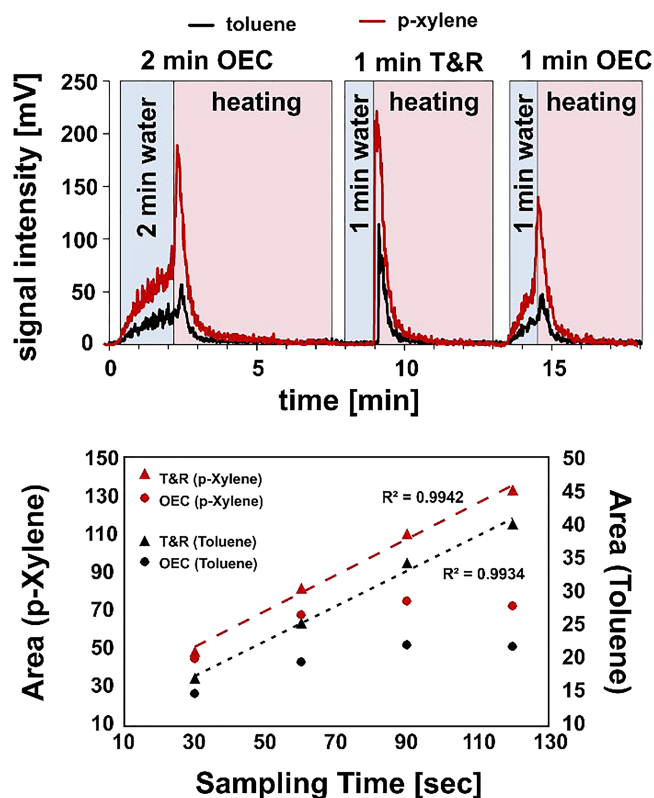 toluene p-xylene
2 min OEC 1 min T&R 1 min OEC
signal intensity [mV]
250
200
150
100
50
0
2 min water
heating
1 min water
heating
1 min water
heating
0 5 10 15
time [min]
Area (p-Xylene)
150
130
110
90
70
50
30
10
T&R (p-Xylene)
OEC (p-Xylene)
T&R (Toluene)
OEC (Toluene)
R² = 0.9942
R² = 0.9934
50
45
40
35
30
25
20
15
10
Area (Toluene)
10 30 50 70 90 110 130
Sampling Time [sec]